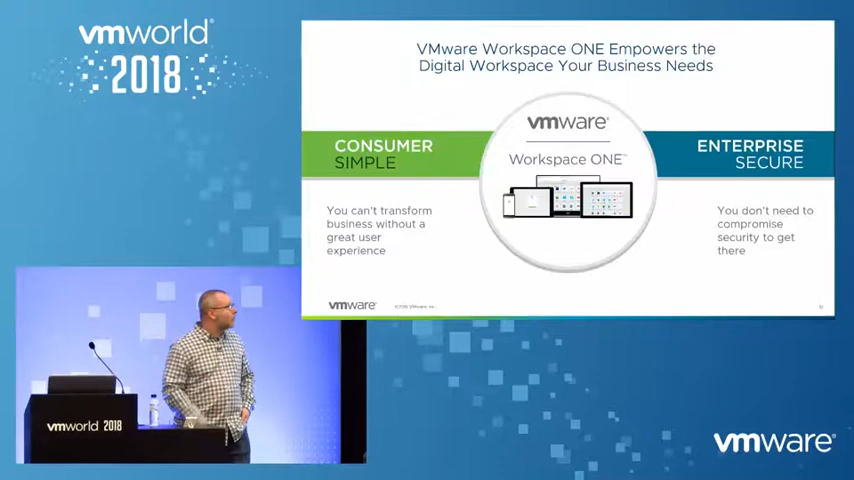 vmworld
2018
VMware Workspace ONE Empowers the
Digital Workspace Your Business Needs
CONSUMER
SIMPLE
vmware
Workspace ONE™
ENTERPRISE
SECURE
You can't transform
business without a
great user
experience
You don't need to
compromise
security to get
there
vmware
vmworld 2018
vmware